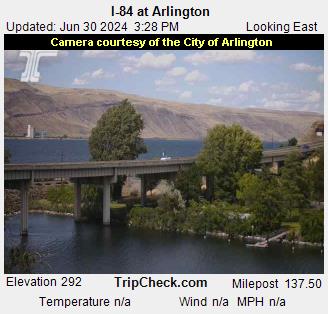 I-84 at Arlington
Updated: Jun 30 2024 3:28 PM Looking East
Camera courtesy of the City of Arlington
Elevation 292 TripCheck.com Milepost 137.50
Temperature n/a Wind n/a MPH n/a